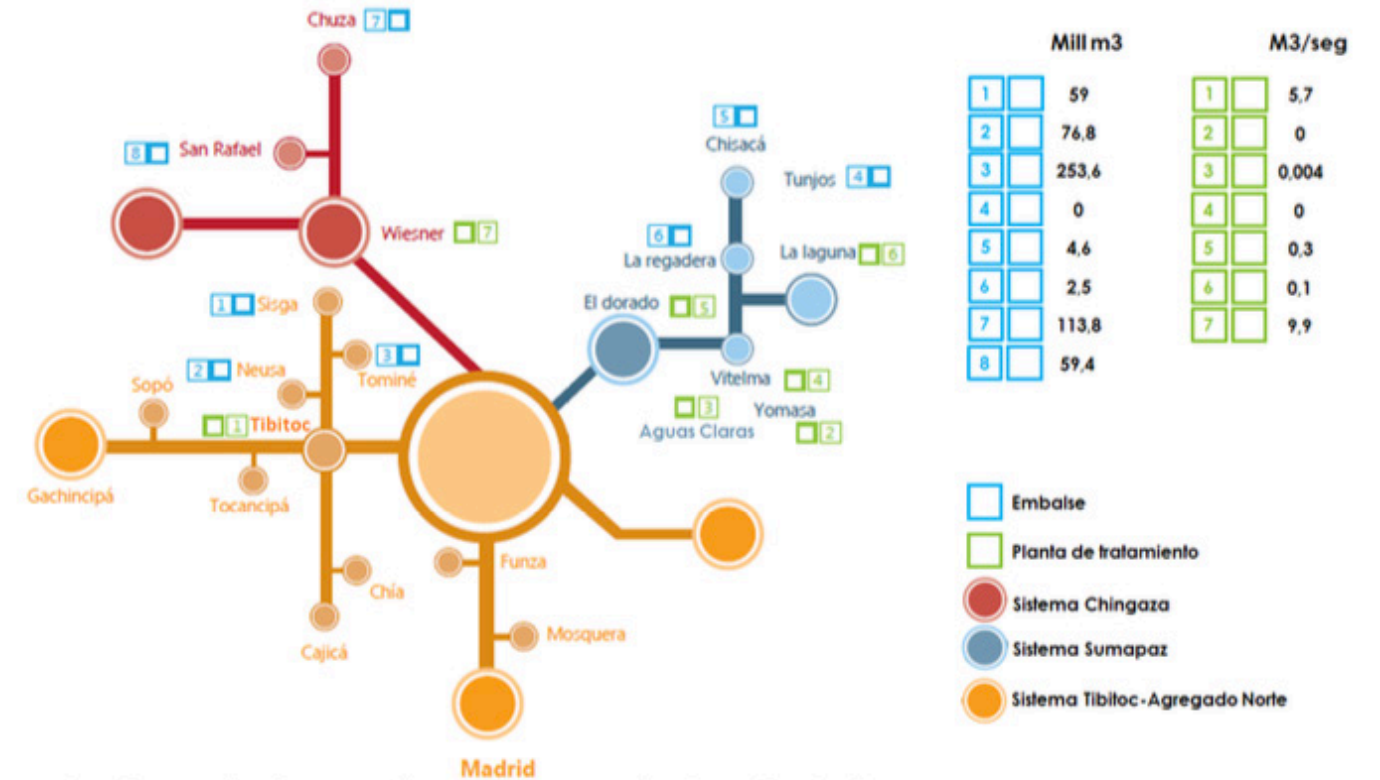 Chuza 7
8 San Rafael
Wiesner 7
5
Chisacá
Tunjos 4
6
La regadera
La laguna 6
El dorado 5
Vitelma 4
3 Yomasa
Aguas Claras 2
1 Sisga
3
2 Neusa Tominé
Sopó
1 Tibitoc
Gachincipá
Tocancipá
Chía
Cajicá
Funza
Mosquera
Madrid
Mill m3
1 59
2 76,8
3 253,6
4 0
5 4,6
6 2,5
7 113,8
8 59,4
M3/seg
1 5,7
2 0
3 0,004
4 0
5 0,3
6 0,1
7 9,9
Embalse
Planta de tratamiento
Sistema Chingaza
Sistema Sumapaz
Sistema Tibitoc-Agregado Norte